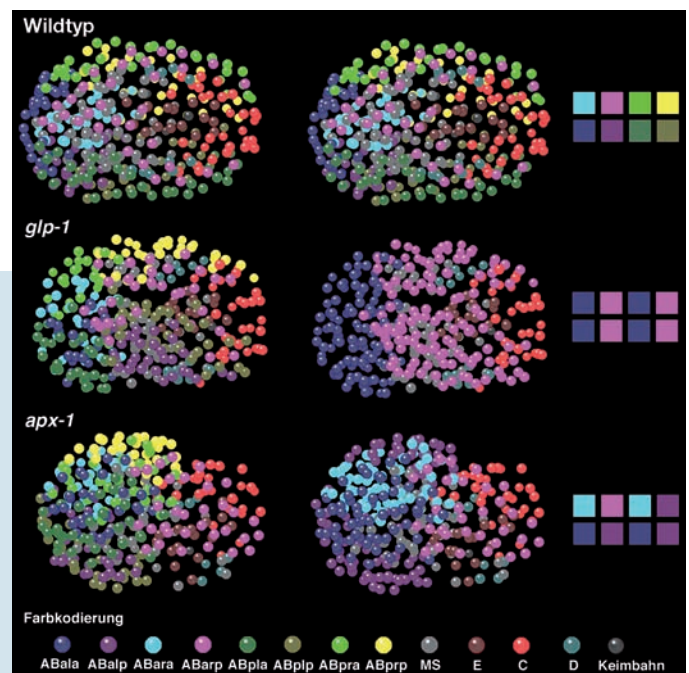 Wildtyp
glp-1
apx-1
Farbkodierung
ABala ABalp ABara ABarp ABpla ABplp ABpra ABprp MS E C D Keimbahn